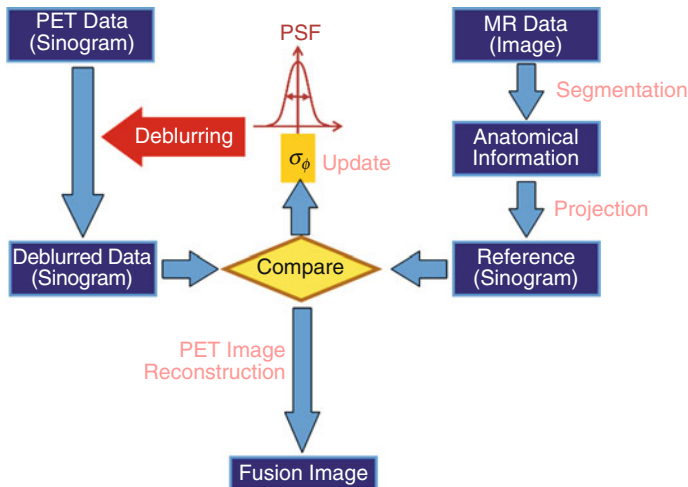 PET Data
(Sinogram)
PSF
MR Data
(Image)
Segmentation
Deblurring
σϕ
Update
Anatomical
Information
Projection
Deblurred Data
(Sinogram)
Compare
Reference
(Sinogram)
PET Image
Reconstruction
Fusion Image